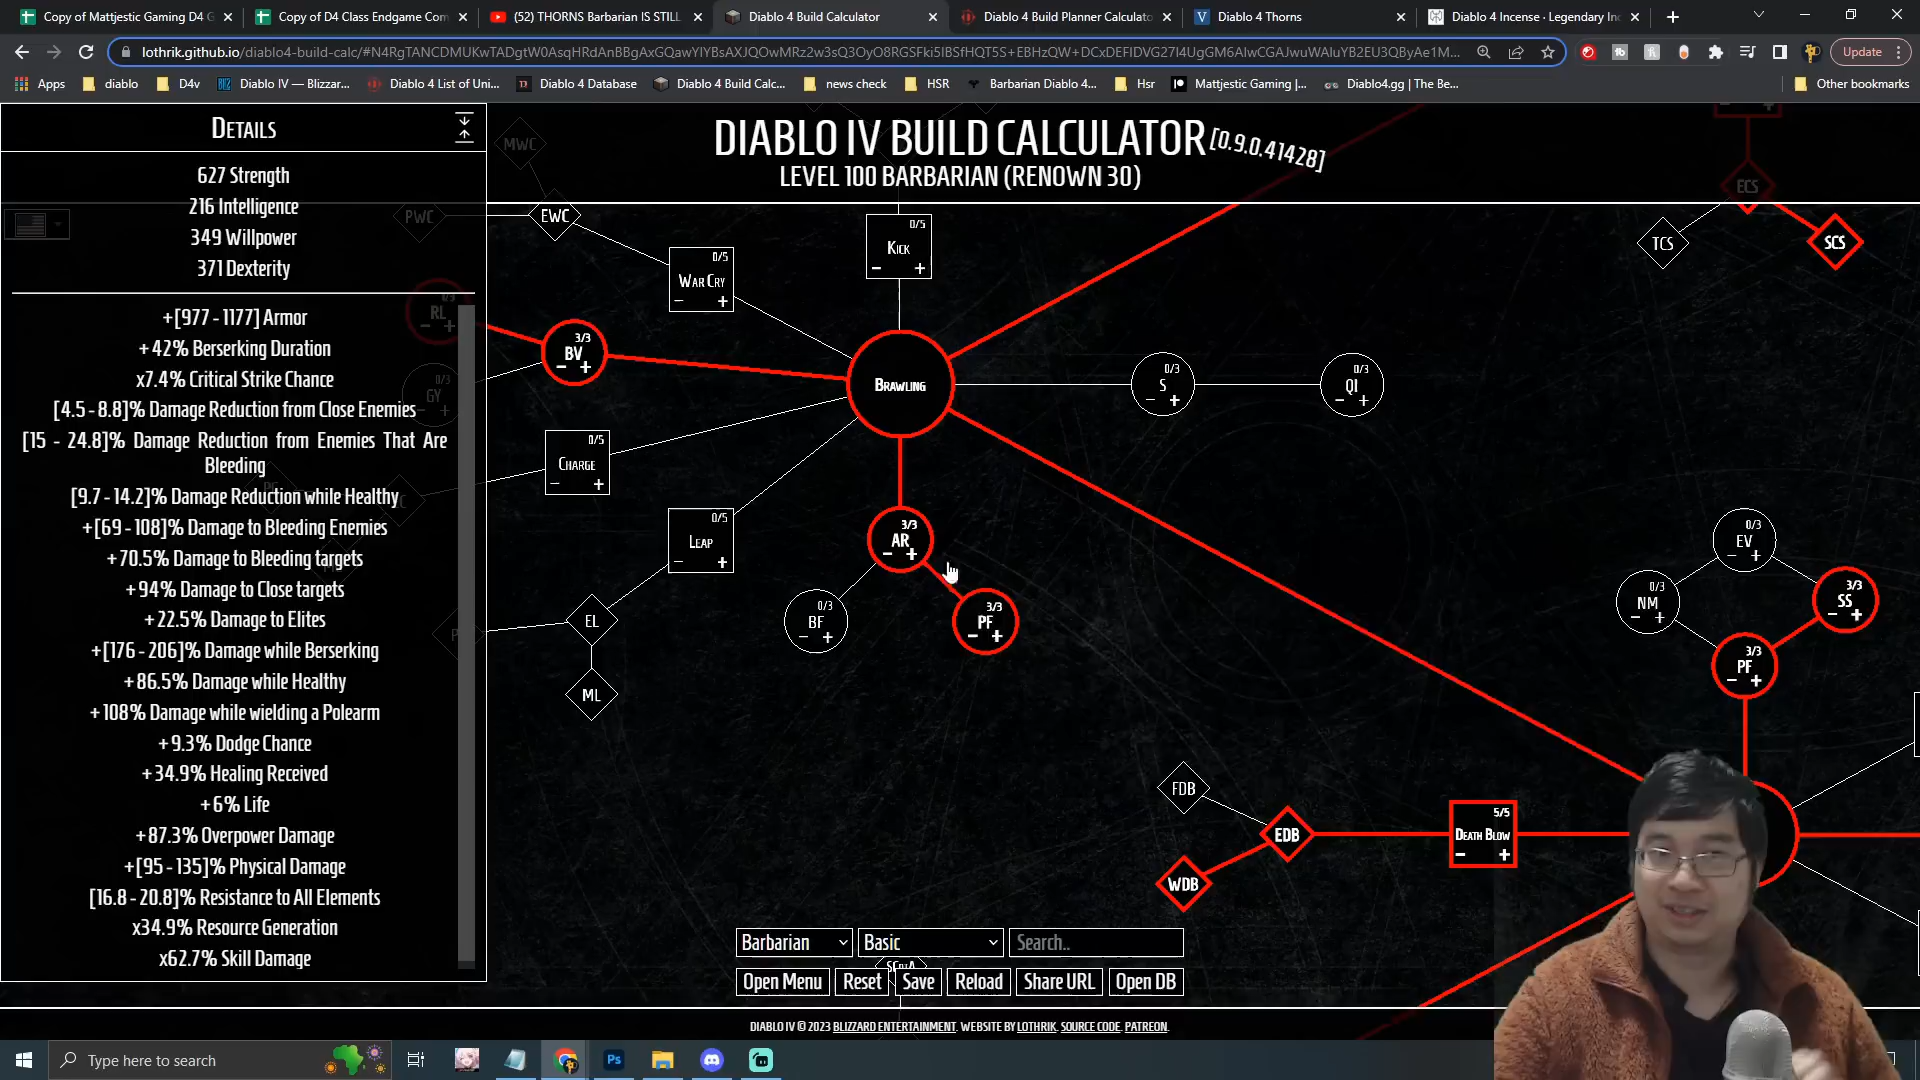 Copy of Mattjestic Gaming D4 G
Copy of D4 Class Endgame Com
(52) THORNS Barbarian IS STILL
Diablo 4 Build Calculator
Diablo 4 Build Planner Calculato
Diablo 4 Thorns
Diablo 4 Incense · Legendary Inc
lothrik.github.io/diablo4-build-calc/
Update
Apps
diablo
D4v
Diablo IV — Blizzar...
Diablo 4 List of Uni...
Diablo 4 Database
Diablo 4 Build Calc...
news check
HSR
Barbarian Diablo 4...
Hsr
Mattjestic Gaming |...
Diablo4.gg | The Be...
Other bookmarks
DIABLO IV BUILD CALCULATOR [0.9.0.41428]
LEVEL 100 BARBARIAN (RENOWN 30)
DETAILS
627 Strength
216 Intelligence
349 Willpower
371 Dexterity
+[977 - 1177] Armor
+42% Berserking Duration
x7.4% Critical Strike Chance
[4.5 - 8.8]% Damage Reduction from Close Enemies
[15 - 24.8]% Damage Reduction from Enemies That Are
Bleeding
[9.7 - 14.2]% Damage Reduction while Healthy
+[69 - 108]% Damage to Bleeding Enemies
+70.5% Damage to Bleeding targets
+94% Damage to Close targets
+22.5% Damage to Elites
+[176 - 206]% Damage while Berserking
+86.5% Damage while Healthy
+108% Damage while wielding a Polearm
+9.3% Dodge Chance
+34.9% Healing Received
+6% Life
+87.3% Overpower Damage
+[95 - 135]% Physical Damage
[16.8 - 20.8]% Resistance to All Elements
x34.9% Resource Generation
x62.7% Skill Damage
MWC
PWC
EWC
0/5
WAR CRY
− +
0/5
KICK
− +
ECS
TCS
SCS
RL
− +
3/3
BV
− +
0/3
GY
BRAWLING
0/3
S
− +
0/3
QI
− +
0/5
CHARGE
− +
0/5
LEAP
− +
3/3
AR
− +
0/3
BF
− +
3/3
PF
− +
EL
ML
0/3
EV
− +
0/3
NM
− +
3/3
SS
− +
3/3
PF
− +
FDB
EDB
WDB
5/5
DEATH BLOW
− +
Barbarian
Basic
Search..
Open Menu
Reset
Save
Reload
Share URL
Open DB
DIABLO IV © 2023 BLIZZARD ENTERTAINMENT. WEBSITE BY LOTHRIK. SOURCE CODE. PATREON.
Type here to search